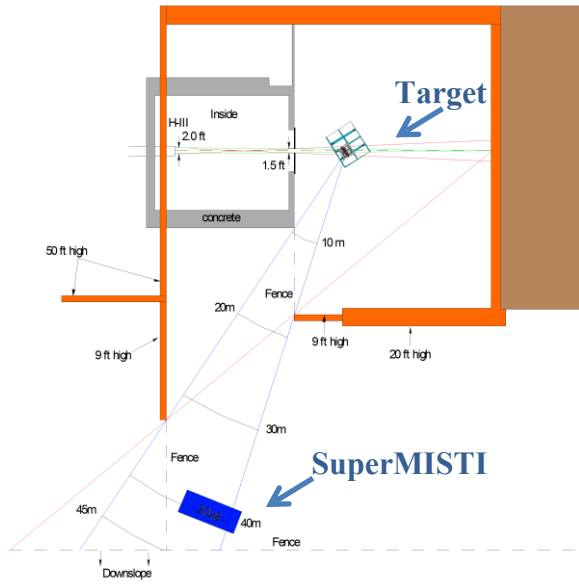 Target
Inside
H-III
2.0 ft
1.5 ft
concrete
10 m
50 ft high
Fence
20m
9 ft high
9 ft high
20 ft high
30m
Fence
SuperMISTI
45m
40m
Fence
Downslope